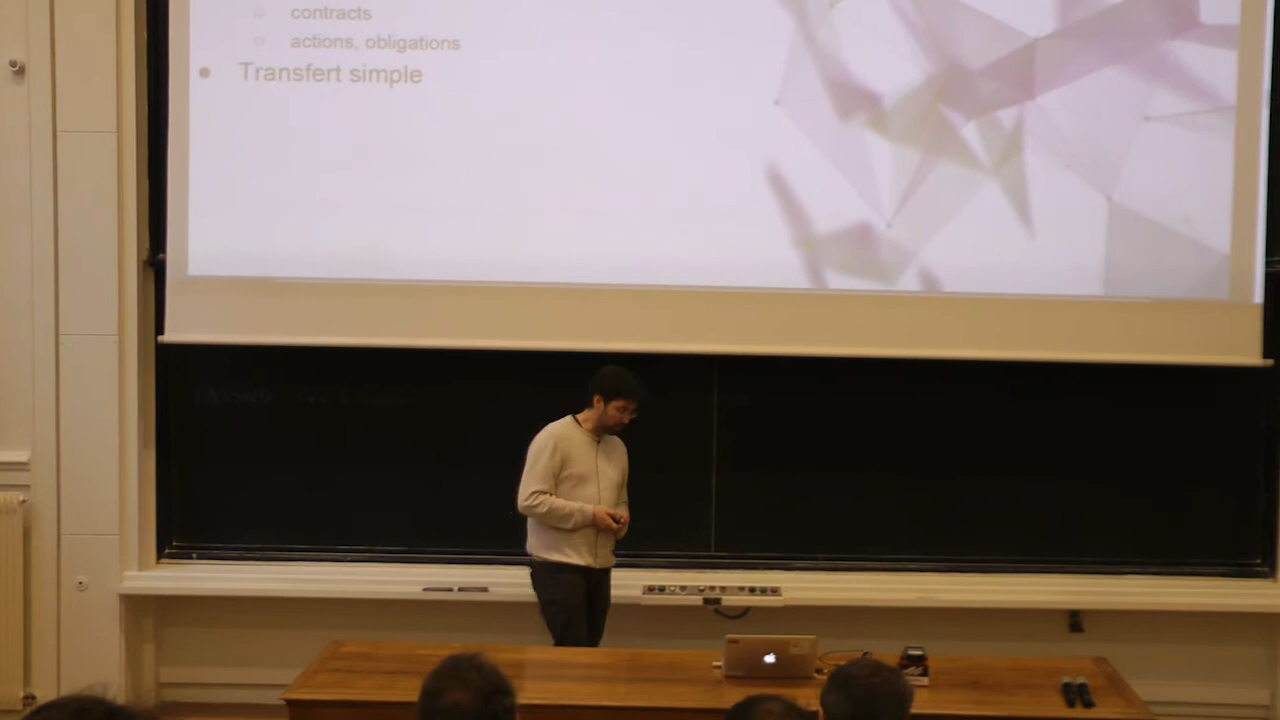 contracts
actions, obligations
Transfert simple